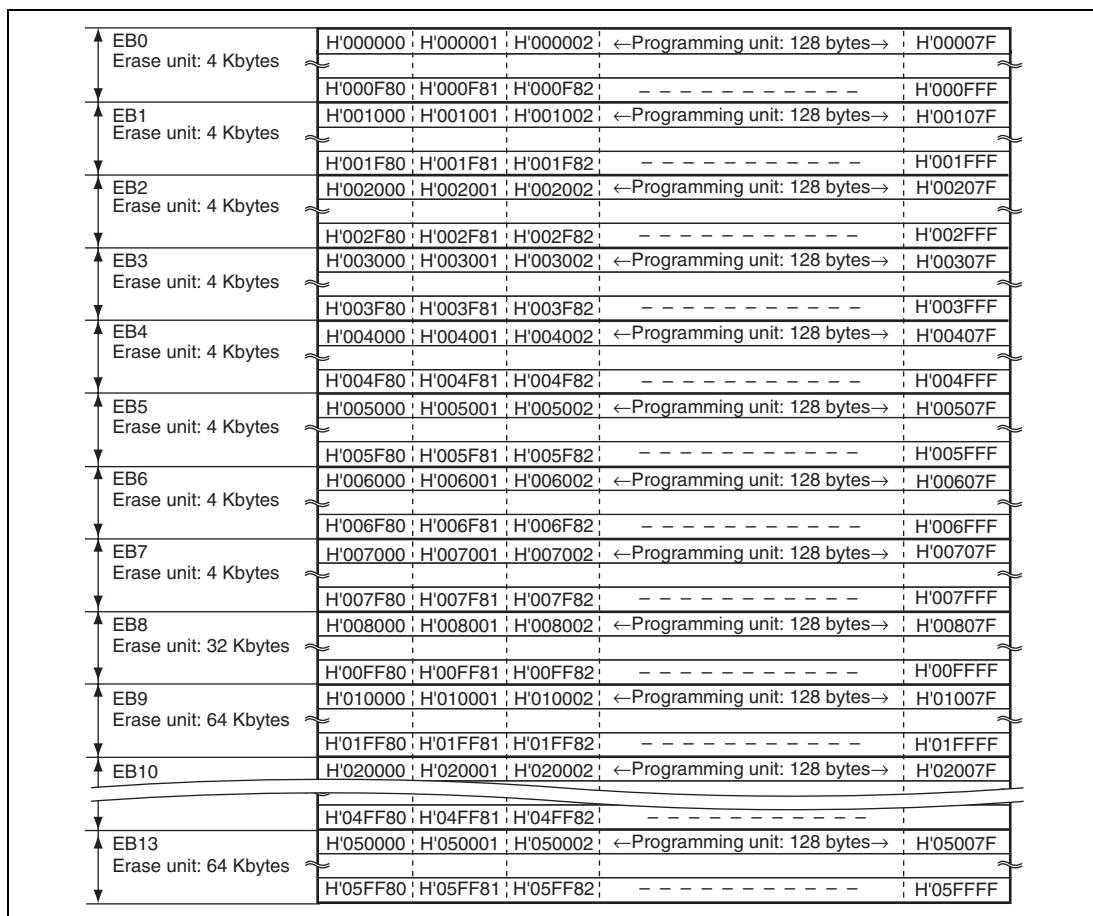 EB0 H'000000 H'000001 H'000002 ←Programming unit: 128 bytes→ H'00007F
Erase unit: 4 Kbytes
H'000F80 H'000F81 H'000F82 – – – – – – – – – – – H'000FFF
EB1 H'001000 H'001001 H'001002 ←Programming unit: 128 bytes→ H'00107F
Erase unit: 4 Kbytes
H'001F80 H'001F81 H'001F82 – – – – – – – – – – – H'001FFF
EB2 H'002000 H'002001 H'002002 ←Programming unit: 128 bytes→ H'00207F
Erase unit: 4 Kbytes
H'002F80 H'002F81 H'002F82 – – – – – – – – – – – H'002FFF
EB3 H'003000 H'003001 H'003002 ←Programming unit: 128 bytes→ H'00307F
Erase unit: 4 Kbytes
H'003F80 H'003F81 H'003F82 – – – – – – – – – – – H'003FFF
EB4 H'004000 H'004001 H'004002 ←Programming unit: 128 bytes→ H'00407F
Erase unit: 4 Kbytes
H'004F80 H'004F81 H'004F82 – – – – – – – – – – – H'004FFF
EB5 H'005000 H'005001 H'005002 ←Programming unit: 128 bytes→ H'00507F
Erase unit: 4 Kbytes
H'005F80 H'005F81 H'005F82 – – – – – – – – – – – H'005FFF
EB6 H'006000 H'006001 H'006002 ←Programming unit: 128 bytes→ H'00607F
Erase unit: 4 Kbytes
H'006F80 H'006F81 H'006F82 – – – – – – – – – – – H'006FFF
EB7 H'007000 H'007001 H'007002 ←Programming unit: 128 bytes→ H'00707F
Erase unit: 4 Kbytes
H'007F80 H'007F81 H'007F82 – – – – – – – – – – – H'007FFF
EB8 H'008000 H'008001 H'008002 ←Programming unit: 128 bytes→ H'00807F
Erase unit: 32 Kbytes
H'00FF80 H'00FF81 H'00FF82 – – – – – – – – – – – H'00FFFF
EB9 H'010000 H'010001 H'010002 ←Programming unit: 128 bytes→ H'01007F
Erase unit: 64 Kbytes
H'01FF80 H'01FF81 H'01FF82 – – – – – – – – – – – H'01FFFF
EB10 H'020000 H'020001 H'020002 ←Programming unit: 128 bytes→ H'02007F
H'04FF80 H'04FF81 H'04FF82 – – – – – – – – – – –
EB13 H'050000 H'050001 H'050002 ←Programming unit: 128 bytes→ H'05007F
Erase unit: 64 Kbytes
H'05FF80 H'05FF81 H'05FF82 – – – – – – – – – – – H'05FFFF